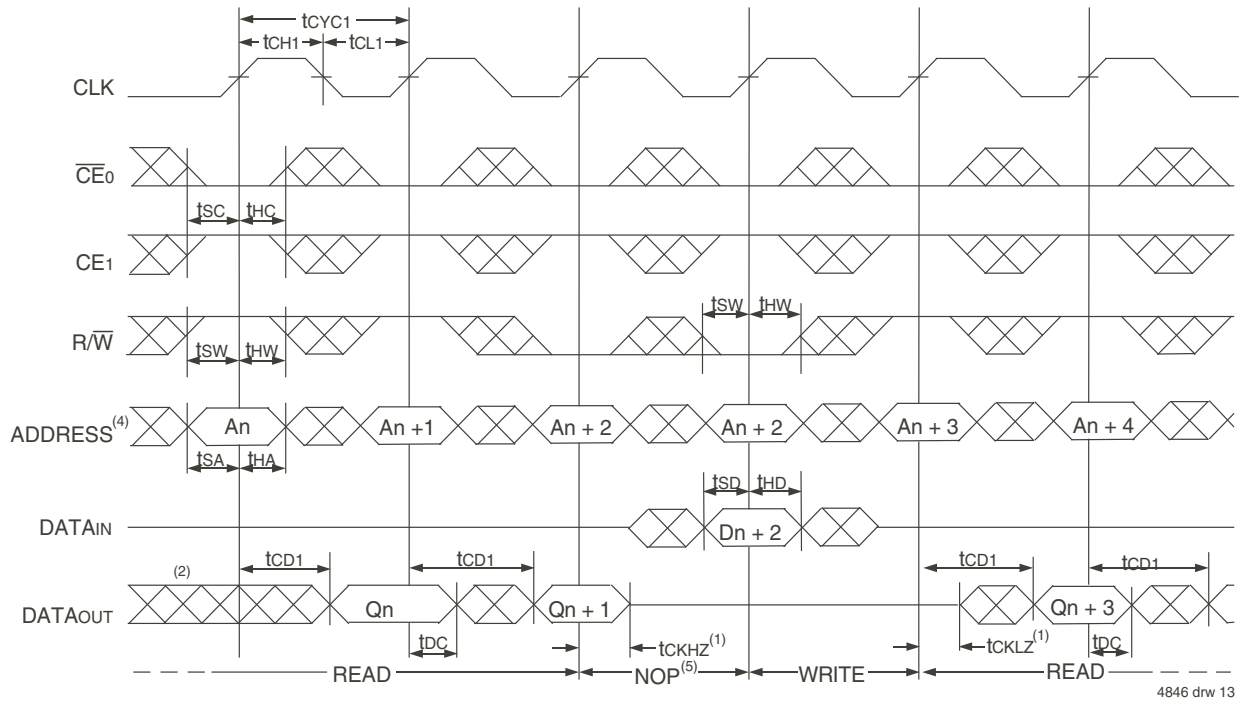 tCYC1
tCH1 tCL1
CLK
CE0
tSC tHC
CE1
tSW tHW
R/W
tSW tHW
ADDRESS(4) An An +1 An + 2 An + 2 An + 3 An + 4
tSA tHA
tSD tHD
DATAIN Dn + 2
tCD1 tCD1 tCD1 tCD1
(2)
DATAOUT Qn Qn + 1 Qn + 3
tDC tCKHZ(1) tCKLZ(1) tDC
READ NOP(5) WRITE READ
4846 drw 13